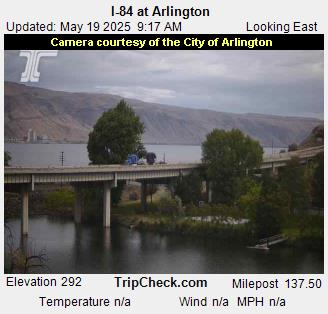 I-84 at Arlington
Updated: May 19 2025 9:17 AM Looking East
Camera courtesy of the City of Arlington
Elevation 292 TripCheck.com Milepost 137.50
Temperature n/a Wind n/a MPH n/a